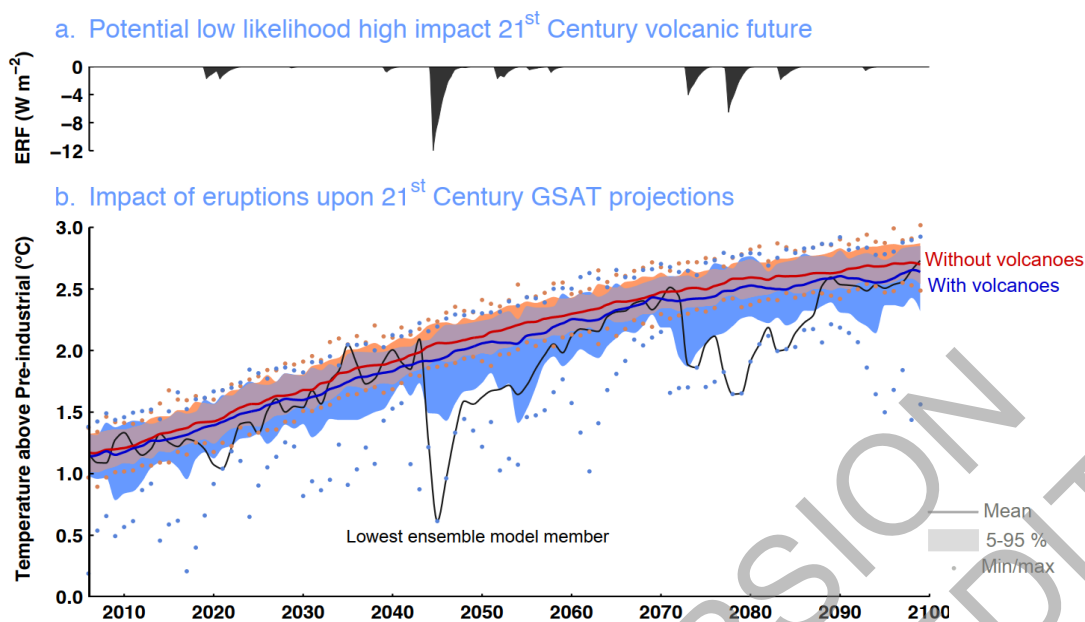 a. Potential low likelihood high impact 21st Century volcanic future
ERF (W m−2)
0
−4
−8
−12
b. Impact of eruptions upon 21st Century GSAT projections
Temperature above Pre-industrial (°C)
3.0
2.5
2.0
1.5
1.0
0.5
0.0
Without volcanoes
With volcanoes
Lowest ensemble model member
Mean
5-95 %
Min/max
2010 2020 2030 2040 2050 2060 2070 2080 2090 2100